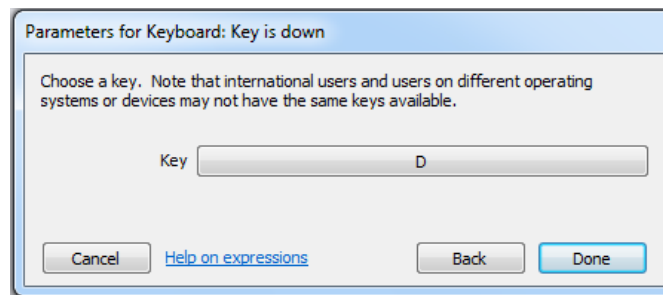 Parameters for Keyboard: Key is down
Choose a key.  Note that international users and users on different operating
systems or devices may not have the same keys available.
Key D
Cancel Help on expressions Back Done